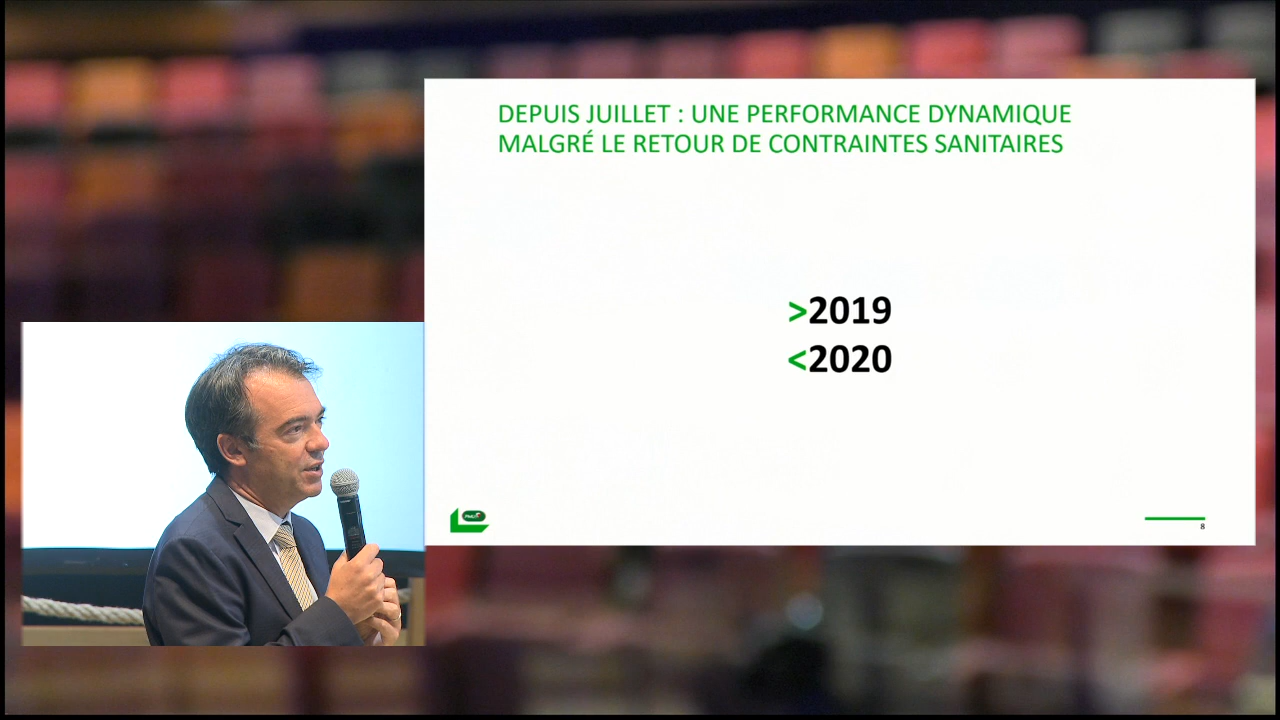 DEPUIS JUILLET : UNE PERFORMANCE DYNAMIQUE
MALGRÉ LE RETOUR DE CONTRAINTES SANITAIRES
>2019
<2020
8